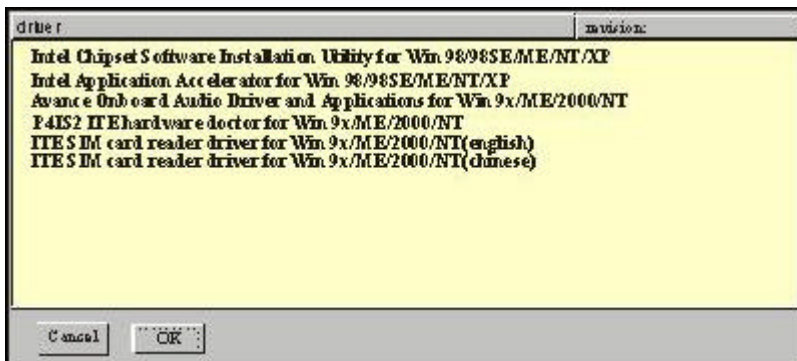 driver revision:
Intel Chipset Software Installation Utility for Win 98/98SE/ME/NT/XP
Intel Application Accelerator for Win 98/98SE/ME/NT/XP
Avance Onboard Audio Driver and Applications for Win 9x/ME/2000/NT
P4IS2 ITE hardware doctor for Win 9x/ME/2000/NT
ITE SIM card reader driver for Win 9x/ME/2000/NT(english)
ITE SIM card reader driver for Win 9x/ME/2000/NT(chinese)
Cancel OK